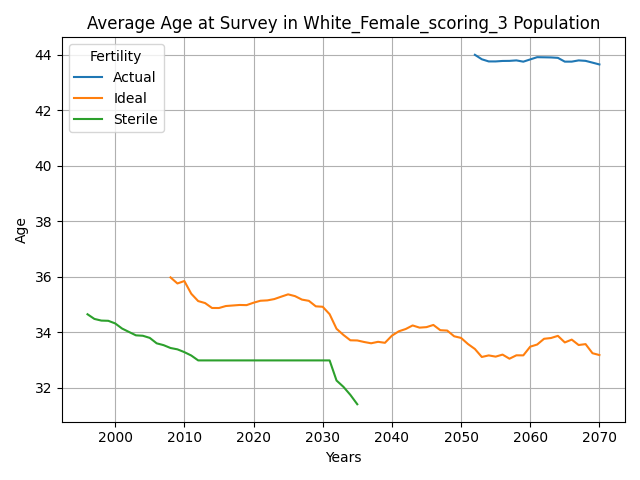 Average Age at Survey in White_Female_scoring_3 Population
Fertility
Actual
Ideal
Sterile
Age
44
42
40
38
36
34
32
2000 2010 2020 2030 2040 2050 2060 2070
Years